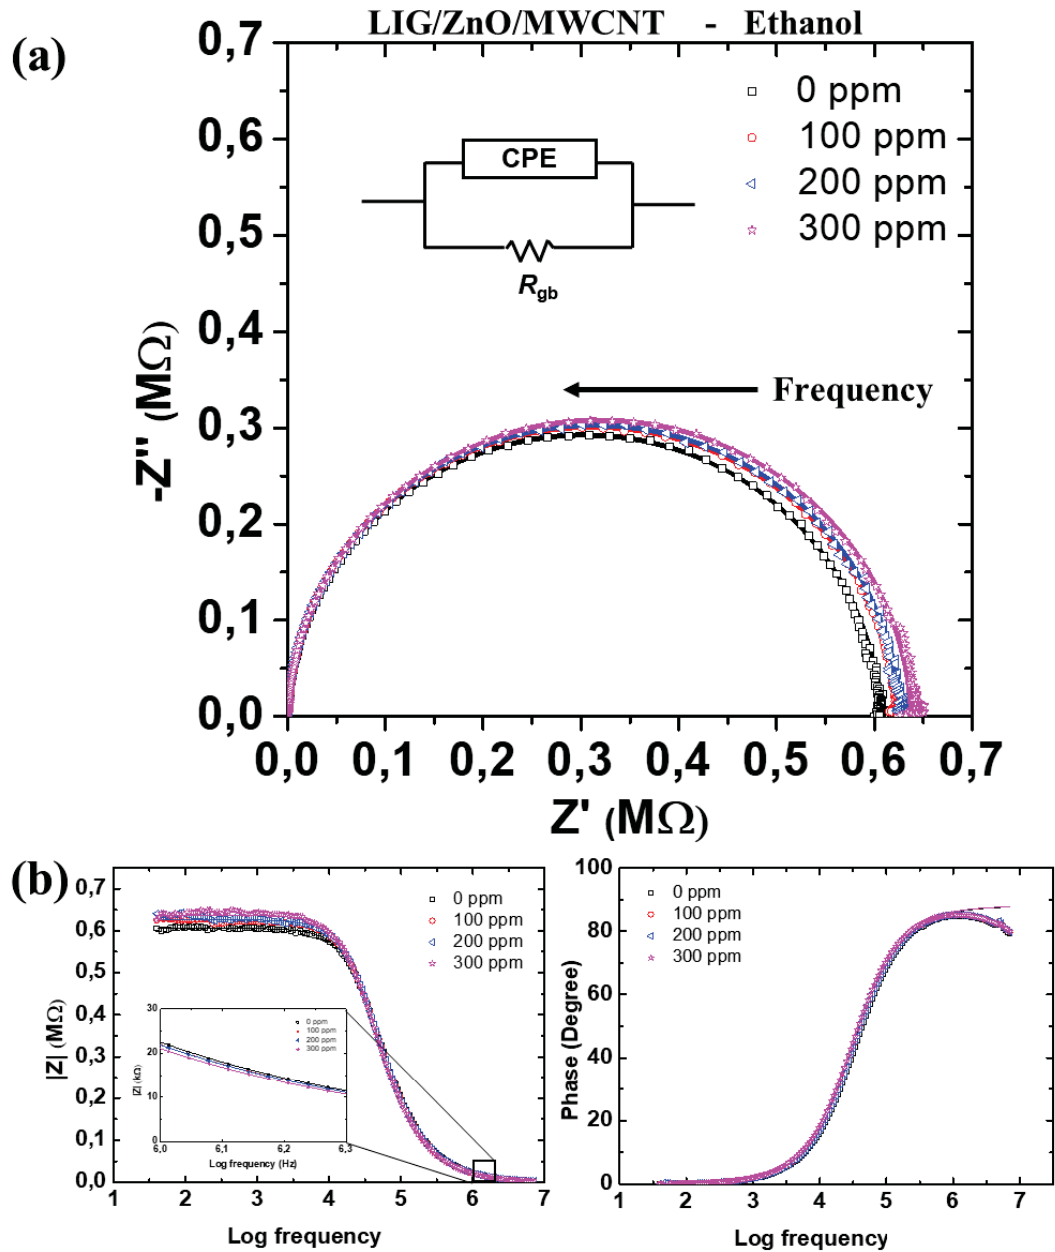 LIG/ZnO/MWCNT - Ethanol
(a)
0,7
0,6
0,5
0,4
0,3
0,2
0,1
0,0
-Z'' (MΩ)
0 ppm
100 ppm
200 ppm
300 ppm
CPE
Rgb
Frequency
0,0 0,1 0,2 0,3 0,4 0,5 0,6 0,7
Z' (MΩ)
(b)
0,7
0,6
0,5
0,4
0,3
0,2
0,1
0,0
|Z| (MΩ)
0 ppm
100 ppm
200 ppm
300 ppm
30
20
10
0
|Z| (kΩ)
0 ppm
100 ppm
200 ppm
300 ppm
6,0 6,1 6,2 6,3
Log frequency (Hz)
1 2 3 4 5 6 7
Log frequency
100
80
60
40
20
0
Phase (Degree)
0 ppm
100 ppm
200 ppm
300 ppm
1 2 3 4 5 6 7
Log frequency